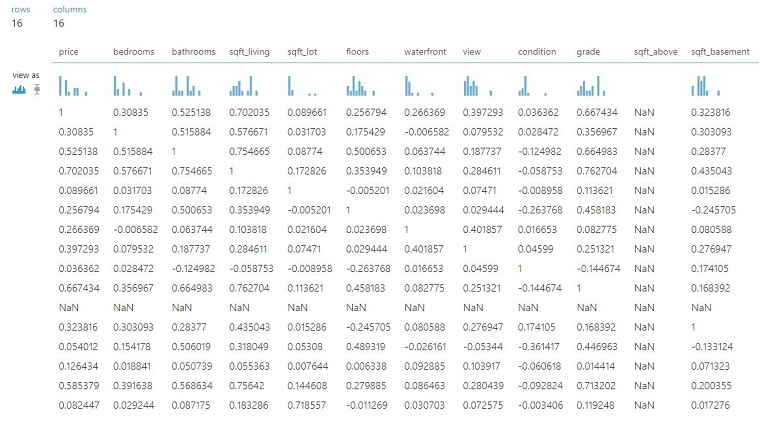 rows columns
16 16
price bedrooms bathrooms sqft_living sqft_lot floors waterfront view condition grade sqft_above sqft_basement
view as
1 0.30835 0.525138 0.702035 0.089661 0.256794 0.266369 0.397293 0.036362 0.667434 NaN 0.323816
0.30835 1 0.515884 0.576671 0.031703 0.175429 -0.006582 0.079532 0.028472 0.356967 NaN 0.303093
0.525138 0.515884 1 0.754665 0.08774 0.500653 0.063744 0.187737 -0.124982 0.664983 NaN 0.28377
0.702035 0.576671 0.754665 1 0.172826 0.353949 0.103818 0.284611 -0.058753 0.762704 NaN 0.435043
0.089661 0.031703 0.08774 0.172826 1 -0.005201 0.021604 0.07471 -0.008958 0.113621 NaN 0.015286
0.256794 0.175429 0.500653 0.353949 -0.005201 1 0.023698 0.029444 -0.263768 0.458183 NaN -0.245705
0.266369 -0.006582 0.063744 0.103818 0.021604 0.023698 1 0.401857 0.016653 0.082775 NaN 0.080588
0.397293 0.079532 0.187737 0.284611 0.07471 0.029444 0.401857 1 0.04599 0.251321 NaN 0.276947
0.036362 0.028472 -0.124982 -0.058753 -0.008958 -0.263768 0.016653 0.04599 1 -0.144674 NaN 0.174105
0.667434 0.356967 0.664983 0.762704 0.113621 0.458183 0.082775 0.251321 -0.144674 1 NaN 0.168392
NaN NaN NaN NaN NaN NaN NaN NaN NaN NaN NaN NaN
0.323816 0.303093 0.28377 0.435043 0.015286 -0.245705 0.080588 0.276947 0.174105 0.168392 NaN 1
0.054012 0.154178 0.506019 0.318049 0.05308 0.489319 -0.026161 -0.05344 -0.361417 0.446963 NaN -0.133124
0.126434 0.018841 0.050739 0.055363 0.007644 0.006338 0.092885 0.103917 -0.060618 0.014414 NaN 0.071323
0.585379 0.391638 0.568634 0.75642 0.144608 0.279885 0.086463 0.280439 -0.092824 0.713202 NaN 0.200355
0.082447 0.029244 0.087175 0.183286 0.718557 -0.011269 0.030703 0.072575 -0.003406 0.119248 NaN 0.017276